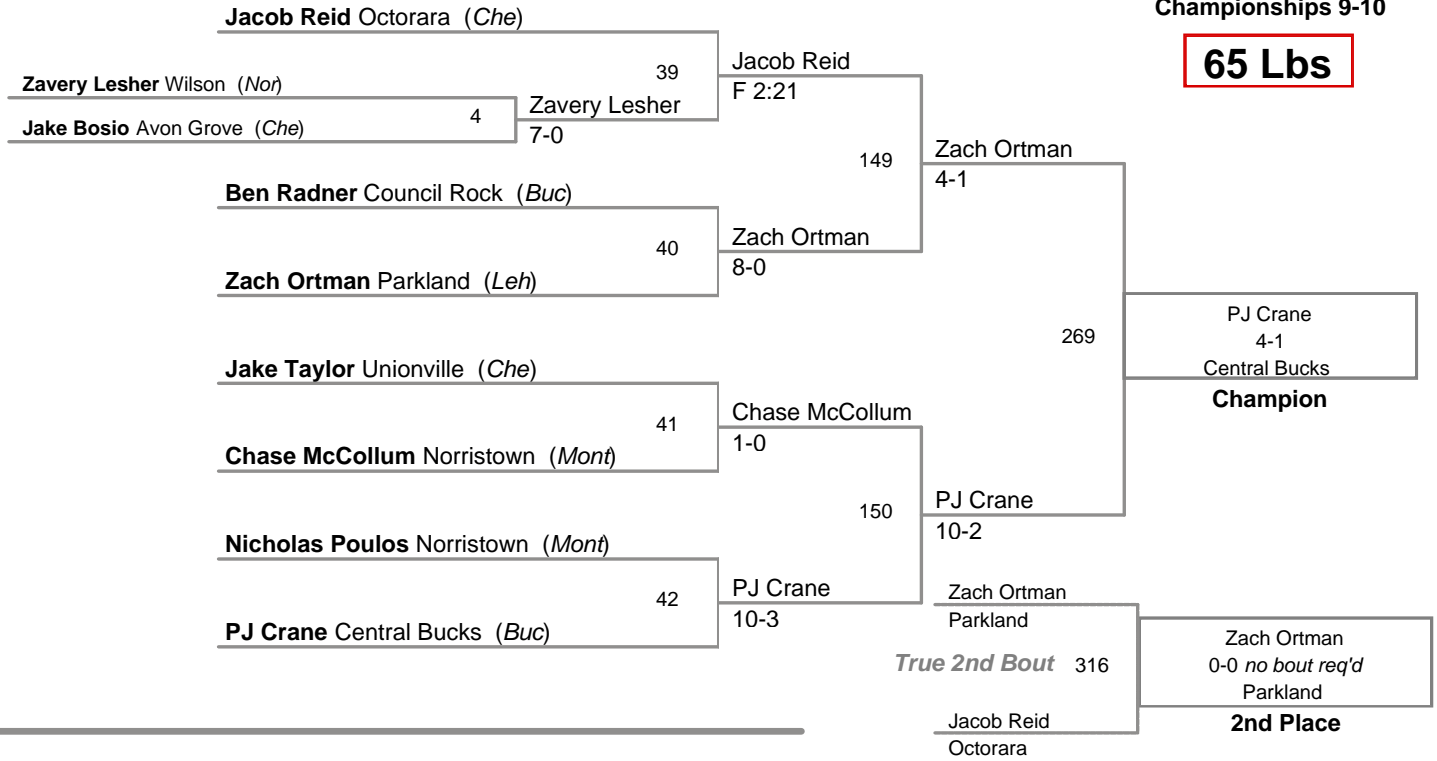 Championships 9-10
65 Lbs
Jacob Reid Octorara (Che)
39
Jacob Reid
F 2:21
Zavery Lesher Wilson (Nor)
4
Zavery Lesher
7-0
Jake Bosio Avon Grove (Che)
149
Zach Ortman
4-1
Ben Radner Council Rock (Buc)
40
Zach Ortman
8-0
Zach Ortman Parkland (Leh)
269
PJ Crane
4-1
Central Bucks
Champion
Jake Taylor Unionville (Che)
41
Chase McCollum
1-0
Chase McCollum Norristown (Mont)
150
PJ Crane
10-2
Nicholas Poulos Norristown (Mont)
42
PJ Crane
10-3
PJ Crane Central Bucks (Buc)
Zach Ortman
Parkland
True 2nd Bout 316
Zach Ortman
0-0 no bout req'd
Parkland
2nd Place
Jacob Reid
Octorara